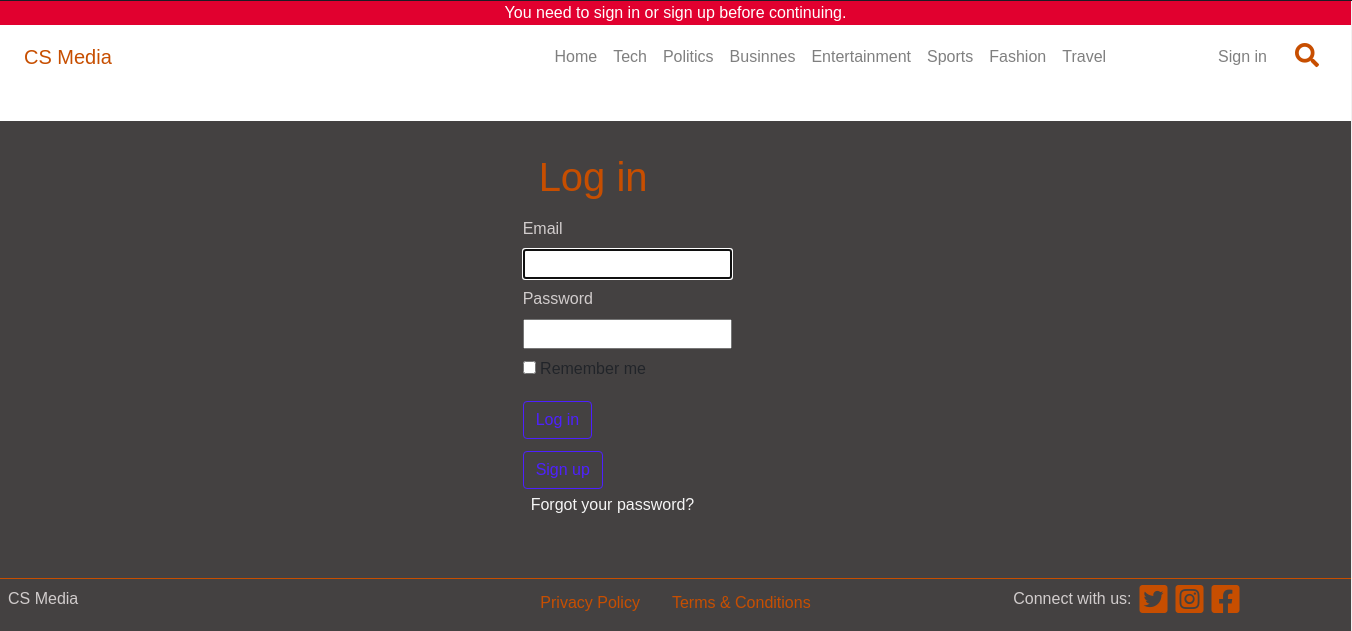 You need to sign in or sign up before continuing.
CS Media Home Tech Politics Businnes Entertainment Sports Fashion Travel Sign in
Log in
Email
Password
Remember me
Log in
Sign up
Forgot your password?
CS Media Privacy Policy Terms & Conditions Connect with us: